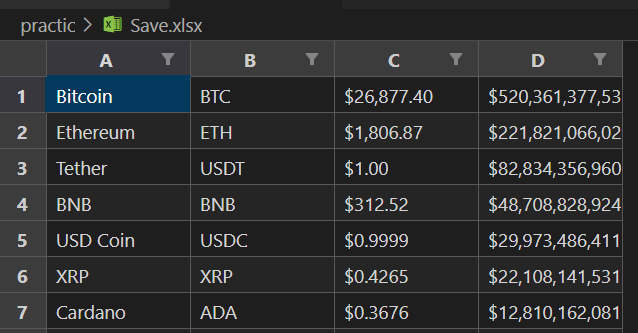 practic > Save.xlsx
A B C D
1 Bitcoin BTC $26,877.40 $520,361,377,53
2 Ethereum ETH $1,806.87 $221,821,066,02
3 Tether USDT $1.00 $82,834,356,960
4 BNB BNB $312.52 $48,708,828,924
5 USD Coin USDC $0.9999 $29,973,486,411
6 XRP XRP $0.4265 $22,108,141,531
7 Cardano ADA $0.3676 $12,810,162,081